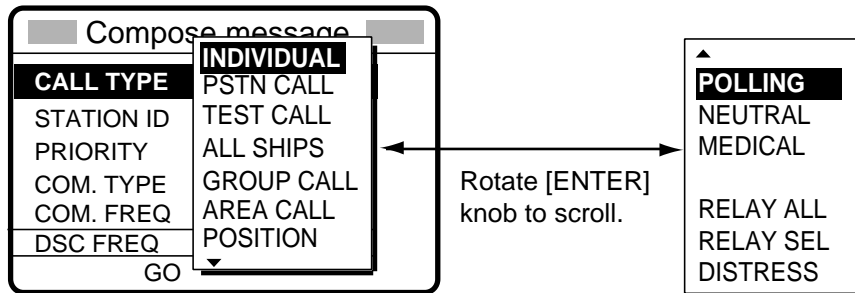 Compose message
CALL TYPE
STATION ID
PRIORITY
COM. TYPE
COM. FREQ
DSC FREQ
GO
INDIVIDUAL
PSTN CALL
TEST CALL
ALL SHIPS
GROUP CALL
AREA CALL
POSITION
Rotate [ENTER]
knob to scroll.
POLLING
NEUTRAL
MEDICAL
RELAY ALL
RELAY SEL
DISTRESS